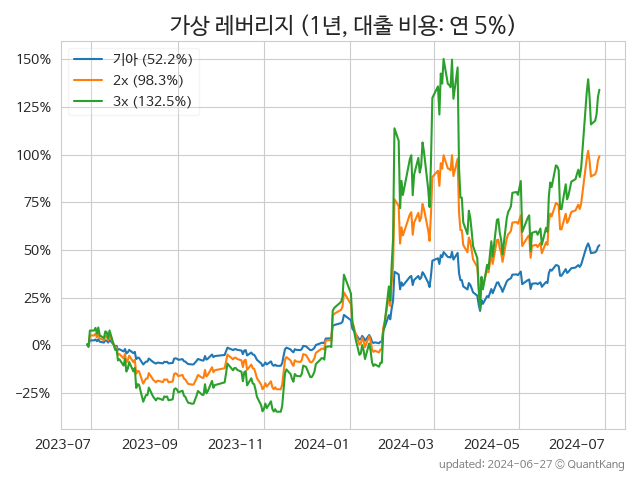 가상 레버리지 (1년, 대출 비용: 연 5%)
기아 (52.2%)
2x (98.3%)
3x (132.5%)
150%
125%
100%
75%
50%
25%
0%
−25%
2023-07 2023-09 2023-11 2024-01 2024-03 2024-05 2024-07
updated: 2024-06-27 © QuantKang